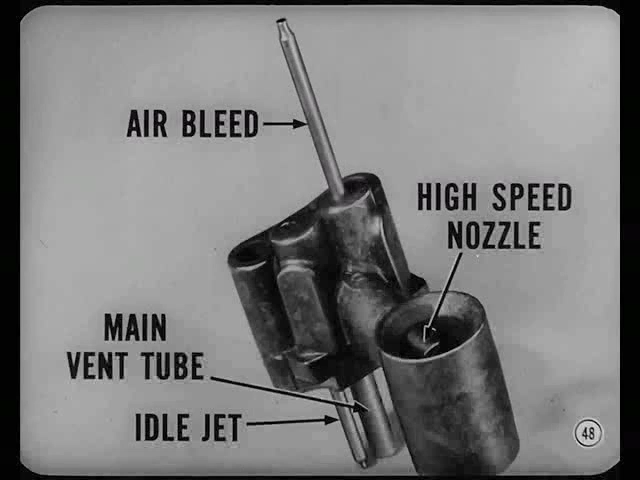 AIR BLEED
HIGH SPEED
NOZZLE
MAIN
VENT TUBE
IDLE JET
48